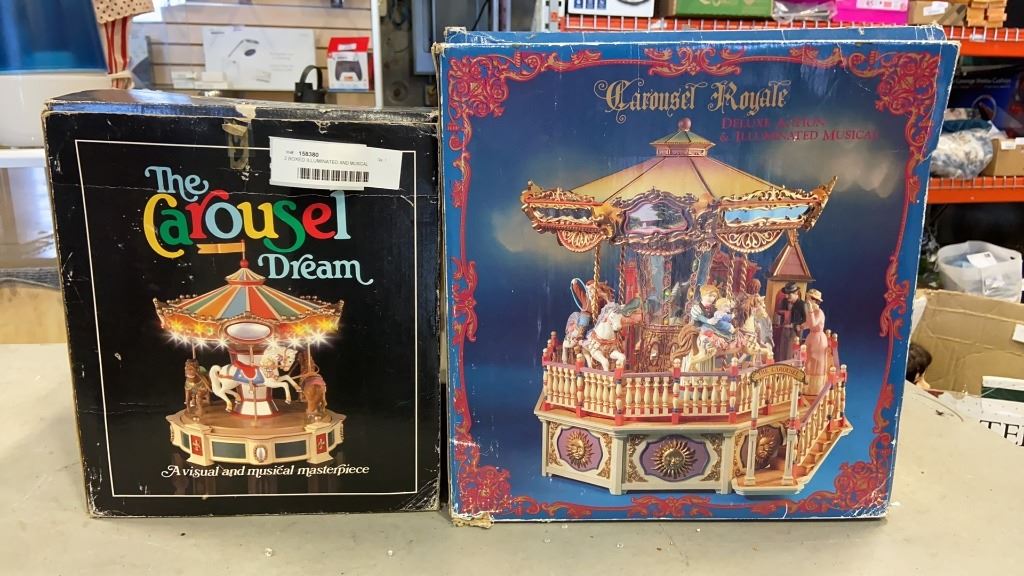 158380
2 BOXED ILLUMINATED AND MUSICAL
The
Carousel
Dream
A visual and musical masterpiece
Carousel Royale
DELUXE ACTION
& ILLUMINATED MUSICAL